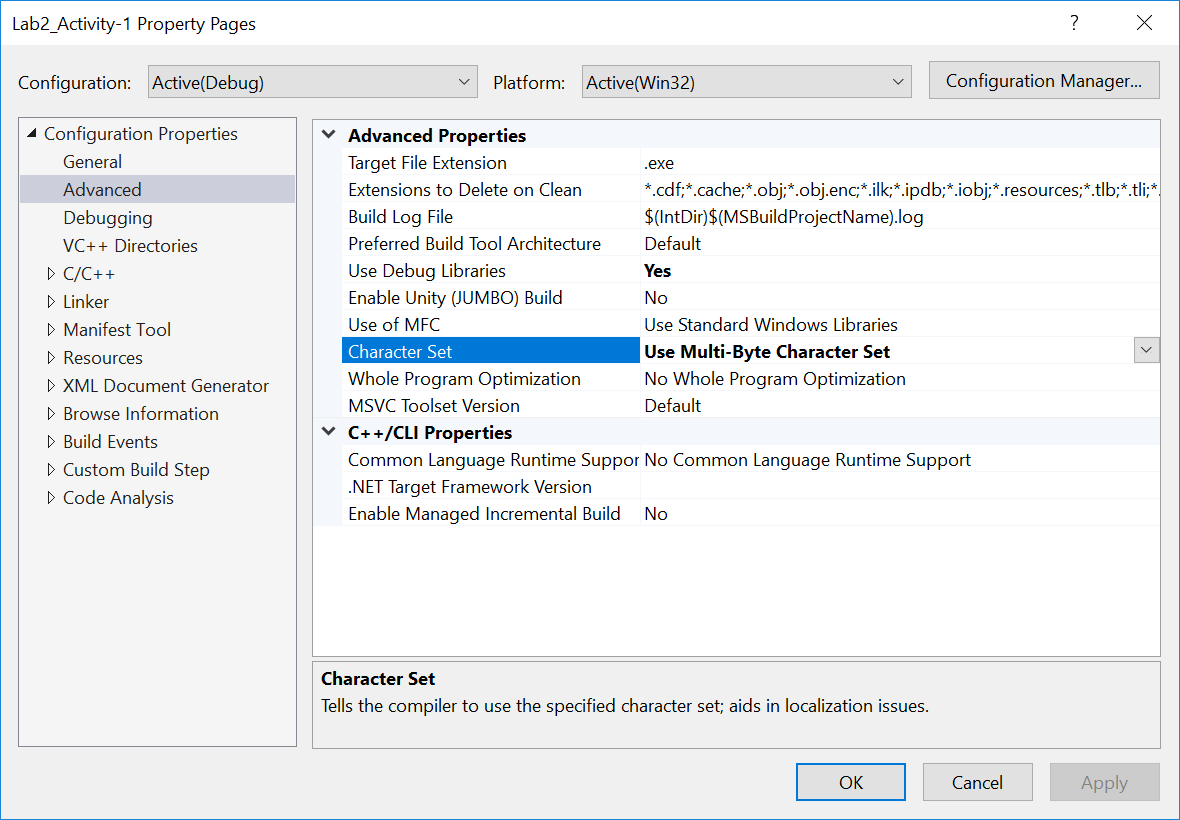 Lab2_Activity-1 Property Pages
?
Configuration: Active(Debug) Platform: Active(Win32) Configuration Manager...
Configuration Properties
General
Advanced
Debugging
VC++ Directories
C/C++
Linker
Manifest Tool
Resources
XML Document Generator
Browse Information
Build Events
Custom Build Step
Code Analysis
Advanced Properties
Target File Extension .exe
Extensions to Delete on Clean *.cdf;*.cache;*.obj;*.obj.enc;*.ilk;*.ipdb;*.iobj;*.resources;*.tlb;*.tli;*.
Build Log File $(IntDir)$(MSBuildProjectName).log
Preferred Build Tool Architecture Default
Use Debug Libraries Yes
Enable Unity (JUMBO) Build No
Use of MFC Use Standard Windows Libraries
Character Set Use Multi-Byte Character Set
Whole Program Optimization No Whole Program Optimization
MSVC Toolset Version Default
C++/CLI Properties
Common Language Runtime Suppor No Common Language Runtime Support
.NET Target Framework Version
Enable Managed Incremental Build No
Character Set
Tells the compiler to use the specified character set; aids in localization issues.
OK Cancel Apply